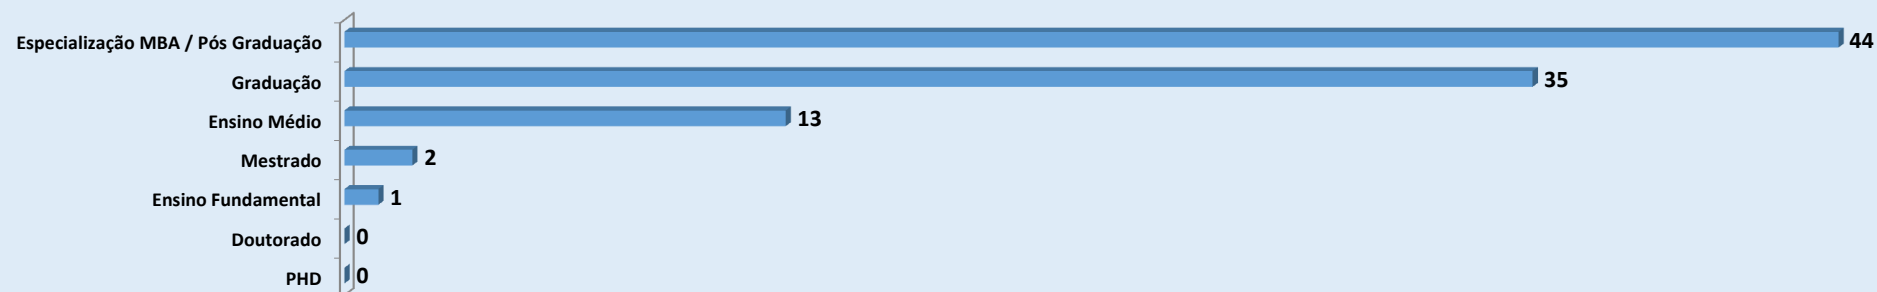 Especialização MBA / Pós Graduação 44
Graduação 35
Ensino Médio 13
Mestrado 2
Ensino Fundamental 1
Doutorado 0
PHD 0